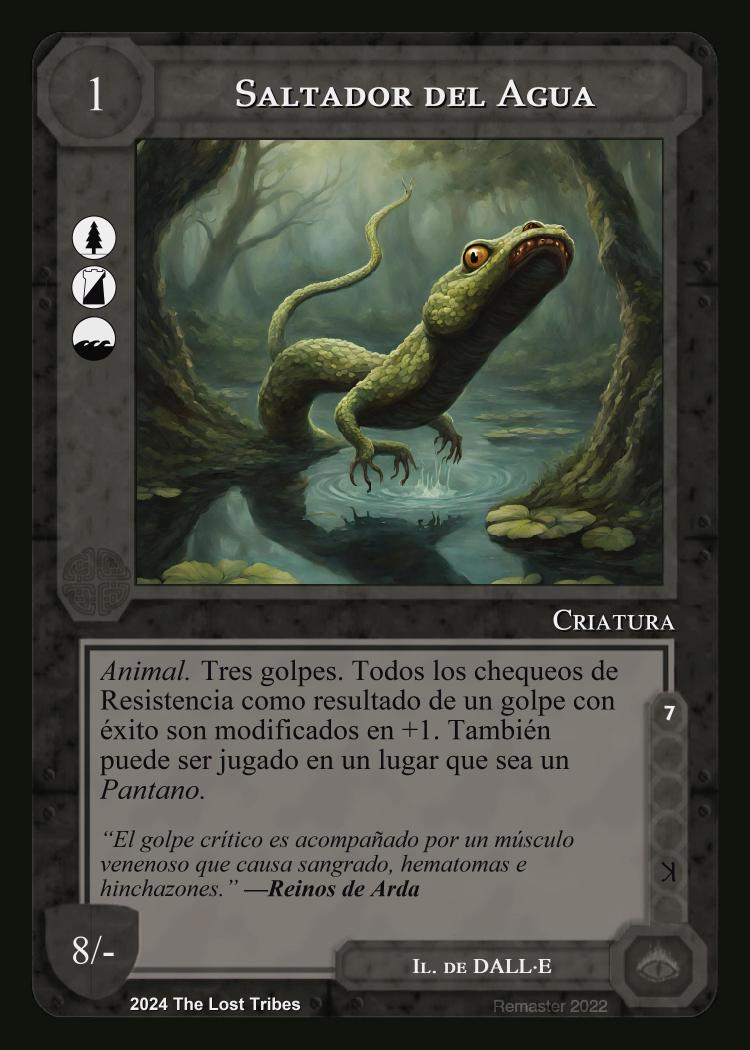 1
Saltador del Agua
Criatura
Animal. Tres golpes. Todos los chequeos de
Resistencia como resultado de un golpe con
éxito son modificados en +1. También
puede ser jugado en un lugar que sea un
Pantano.
7
“El golpe crítico es acompañado por un músculo
venenoso que causa sangrado, hematomas e
hinchazones.” —Reinos de Arda
8/-
Il. de DALL·E
2024 The Lost Tribes
Remaster 2022